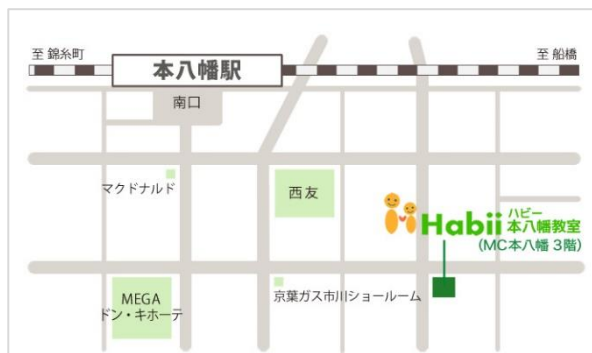 至 錦糸町
本八幡駅
至 船橋
南口
マクドナルド
西友
Habii
ハビー
本八幡教室
(MC本八幡 3階)
MEGA
ドン・キホーテ
京葉ガス市川ショールーム